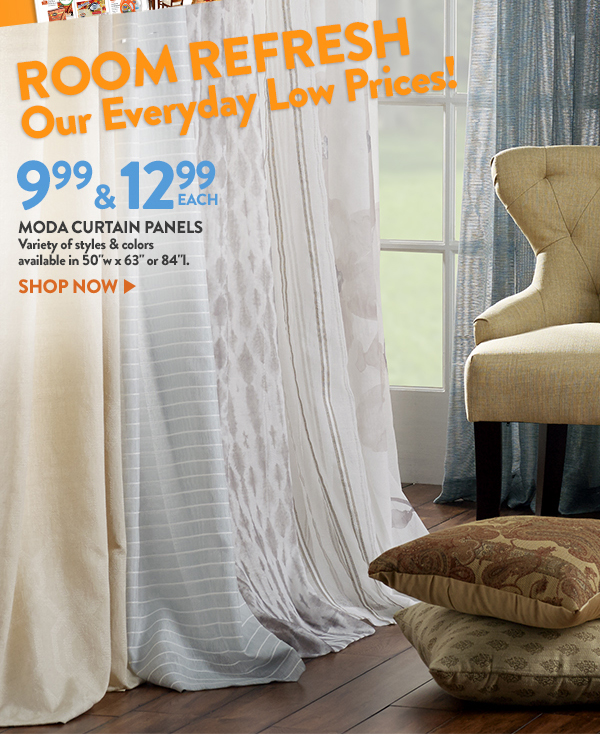 ROOM REFRESH
Our Everyday Low Prices!
9⁹⁹ & 12⁹⁹ EACH
MODA CURTAIN PANELS
Variety of styles & colors
available in 50"w x 63" or 84"l.
SHOP NOW ▶